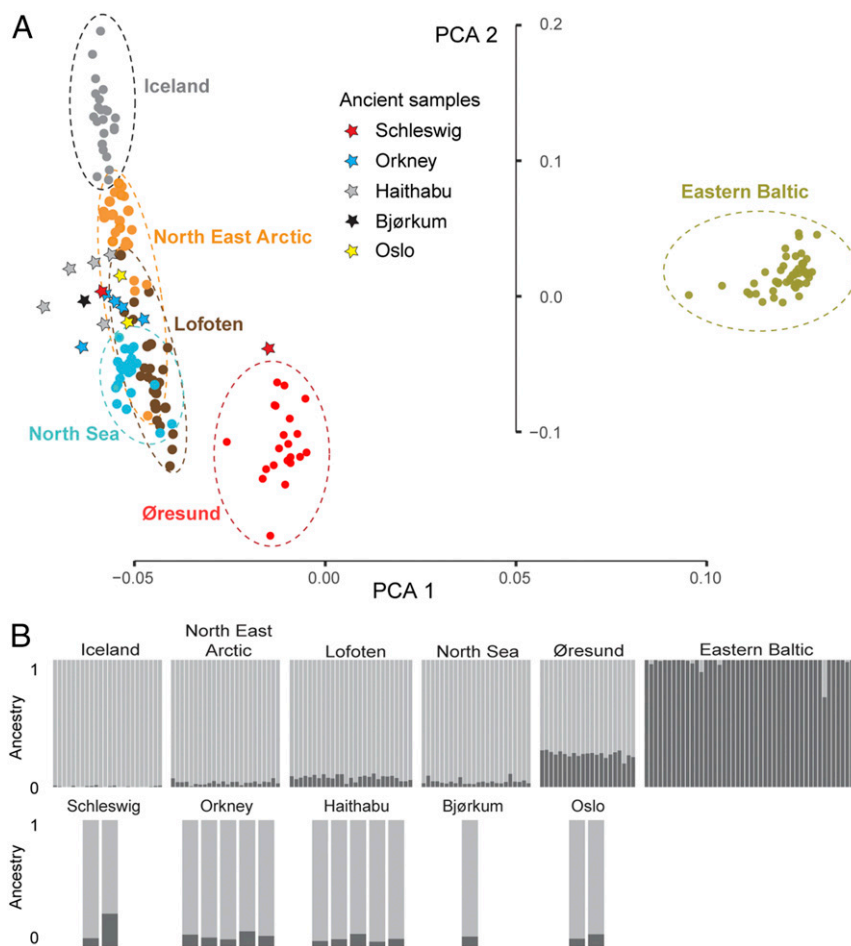 A
PCA 2
0.2
Iceland
Ancient samples
Schleswig
Orkney
Haithabu
Bjørkum
Oslo
0.1
Eastern Baltic
North East Arctic
0.0
Lofoten
North Sea
−0.1
Øresund
−0.05
0.00
0.05
0.10
PCA 1
B
Iceland
North East
Arctic
Lofoten
North Sea
Øresund
Eastern Baltic
1
Ancestry
0
Schleswig
Orkney
Haithabu
Bjørkum
Oslo
1
Ancestry
0